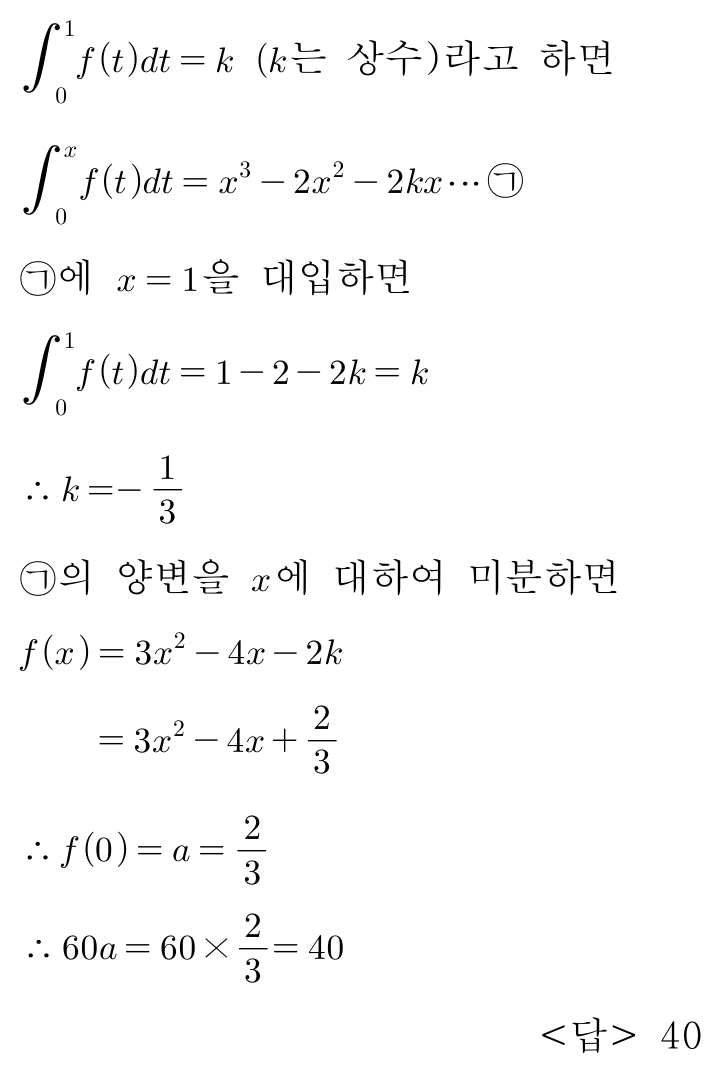 ∫₀¹ f(t)dt = k (k는 상수)라고 하면
∫₀ˣ f(t)dt = x³ − 2x² − 2kx ⋯ ㉠
㉠에 x = 1을 대입하면
∫₀¹ f(t)dt = 1 − 2 − 2k = k
∴ k = − 1/3
㉠의 양변을 x에 대하여 미분하면
f(x) = 3x² − 4x − 2k
= 3x² − 4x + 2/3
∴ f(0) = a = 2/3
∴ 60a = 60 × 2/3 = 40
<답> 40